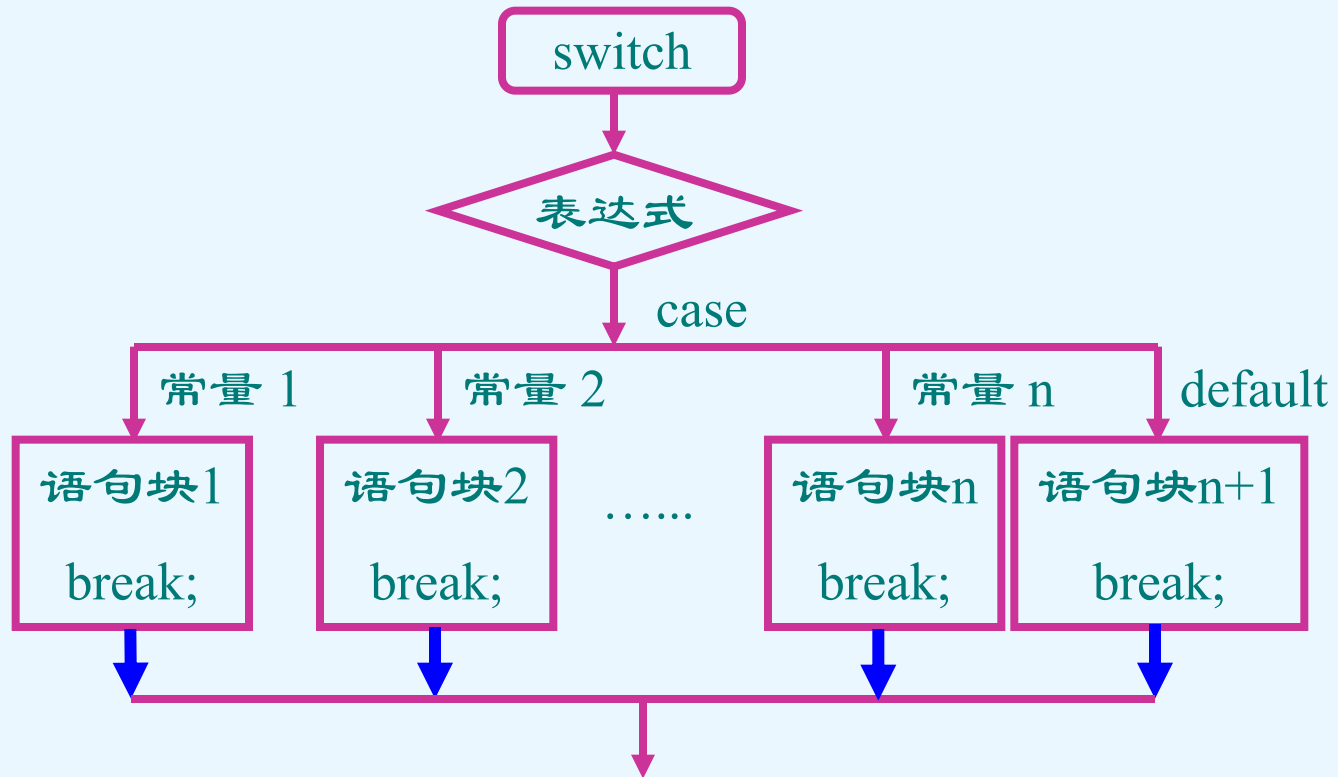 switch
表达式
case
常量 1
常量 2
常量 n
default
语句块1
break;
语句块2
break;
…...
语句块n
break;
语句块n+1
break;